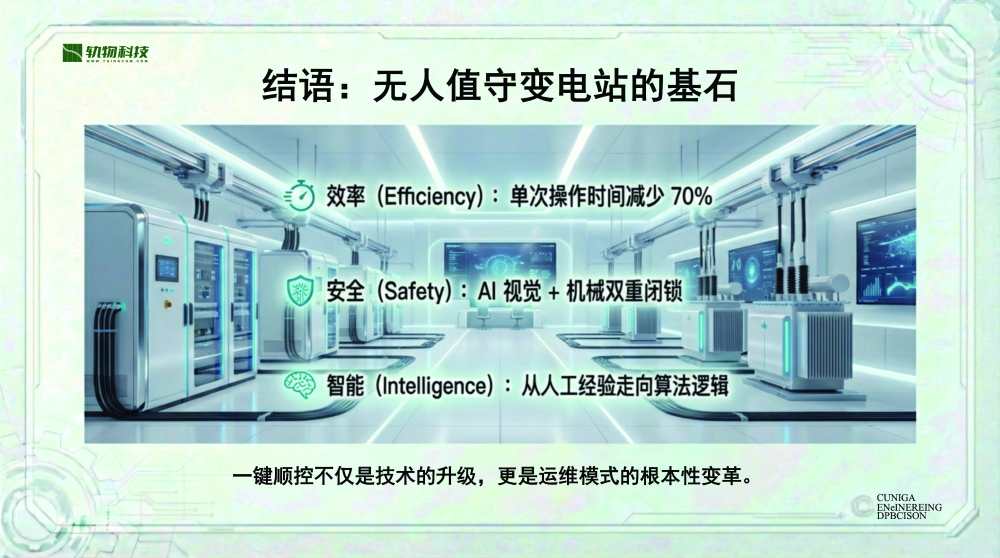 轨物科技
WWW.THINGCOM.COM
结语：无人值守变电站的基石
效率（Efficiency）：单次操作时间减少 70%
安全（Safety）：AI 视觉 + 机械双重闭锁
智能（Intelligence）：从人工经验走向算法逻辑
一键顺控不仅是技术的升级，更是运维模式的根本性变革。
CUNIGA
ENeINEREING
DPBCISON